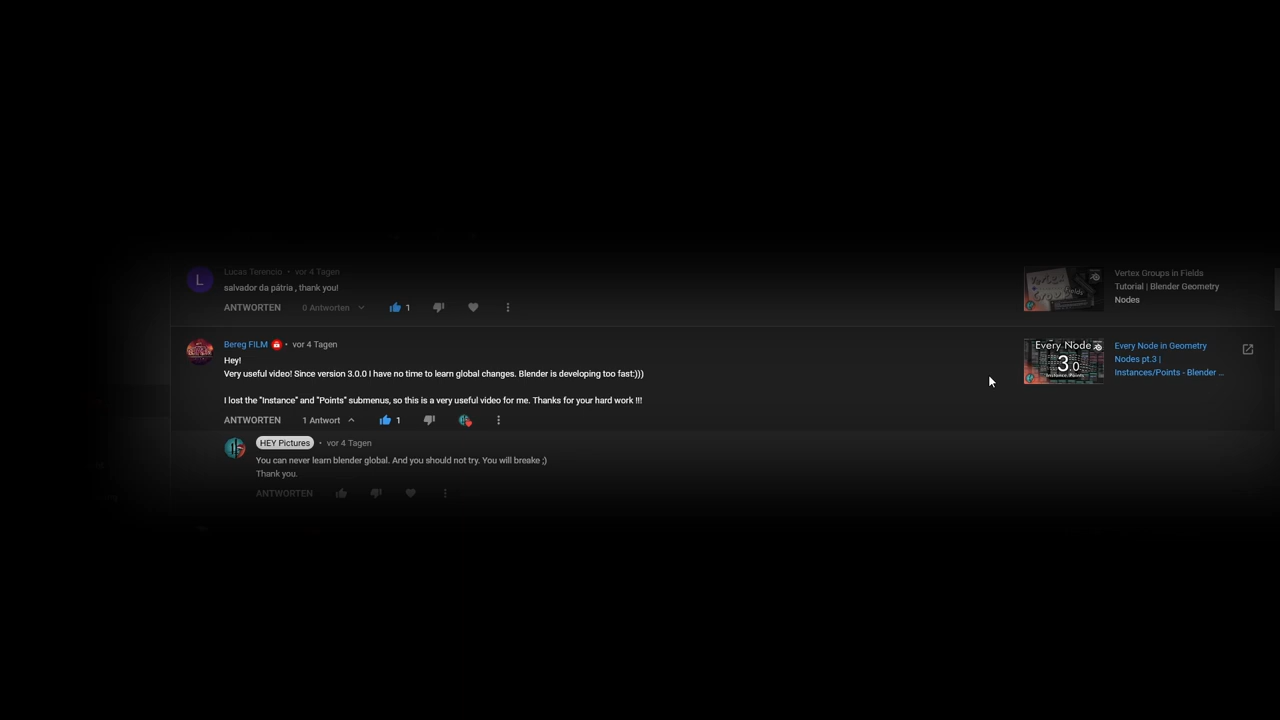 L
Lucas Terencio • vor 4 Tagen
salvador da pátria , thank you!
ANTWORTEN 0 Antworten 1
Vertex Groups in Fields
Tutorial | Blender Geometry
Nodes
Bereg FILM • vor 4 Tagen
Hey!
Very useful video! Since version 3.0.0 I have no time to learn global changes. Blender is developing too fast:)))
I lost the "Instance" and "Points" submenus, so this is a very useful video for me. Thanks for your hard work !!!
ANTWORTEN 1 Antwort 1
Every Node
3.0
Instance/Points
Every Node in Geometry
Nodes pt.3 |
Instances/Points - Blender ...
HEY Pictures • vor 4 Tagen
You can never learn blender global. And you should not try. You will breake ;)
Thank you.
ANTWORTEN